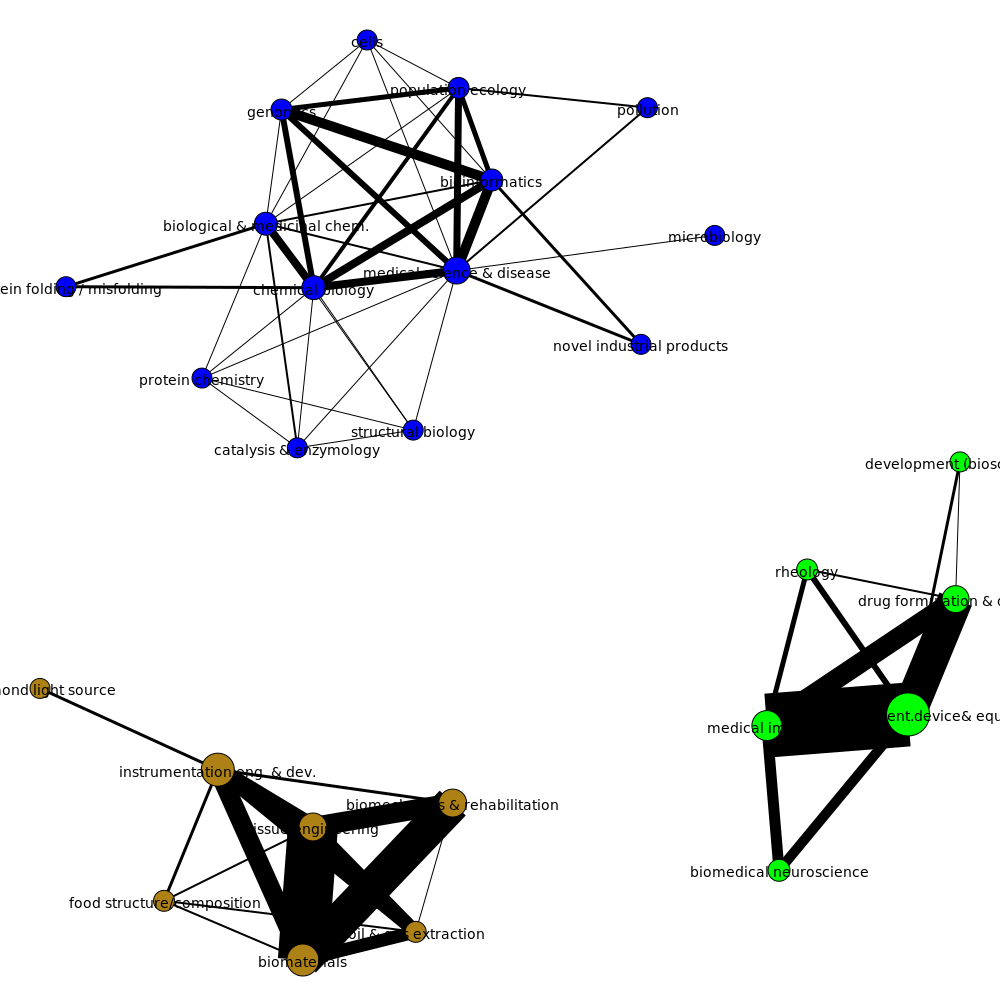 cells
population ecology
genomics
pollution
bioinformatics
biological & medicinal chem.
microbiology
medical science & disease
ein folding / misfolding
chemical biology
novel industrial products
protein chemistry
structural biology
catalysis & enzymology
development (biosc
rheology
drug formulation & d
ond light source
medical im
ent.device& equ
instrumentation eng. & dev.
biomechanics & rehabilitation
tissue engineering
biomedical neuroscience
food structure/composition
oil & gas extraction
biomaterials